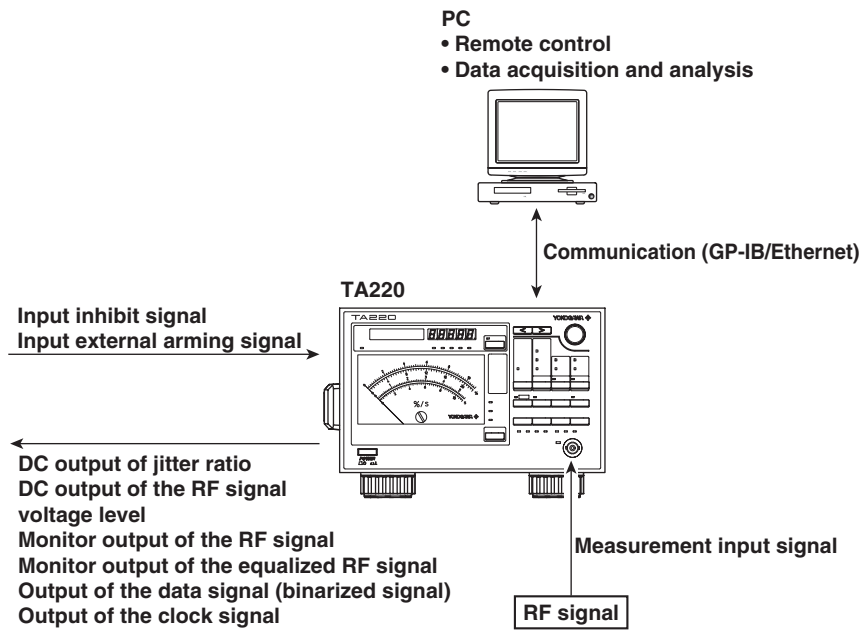 PC
• Remote control
• Data acquisition and analysis
Communication (GP-IB/Ethernet)
TA220
Input inhibit signal
Input external arming signal
TA220
YOKOGAWA
%/s
YOKOGAWA
POWER
DC output of jitter ratio
DC output of the RF signal
voltage level
Monitor output of the RF signal
Monitor output of the equalized RF signal
Output of the data signal (binarized signal)
Output of the clock signal
Measurement input signal
RF signal